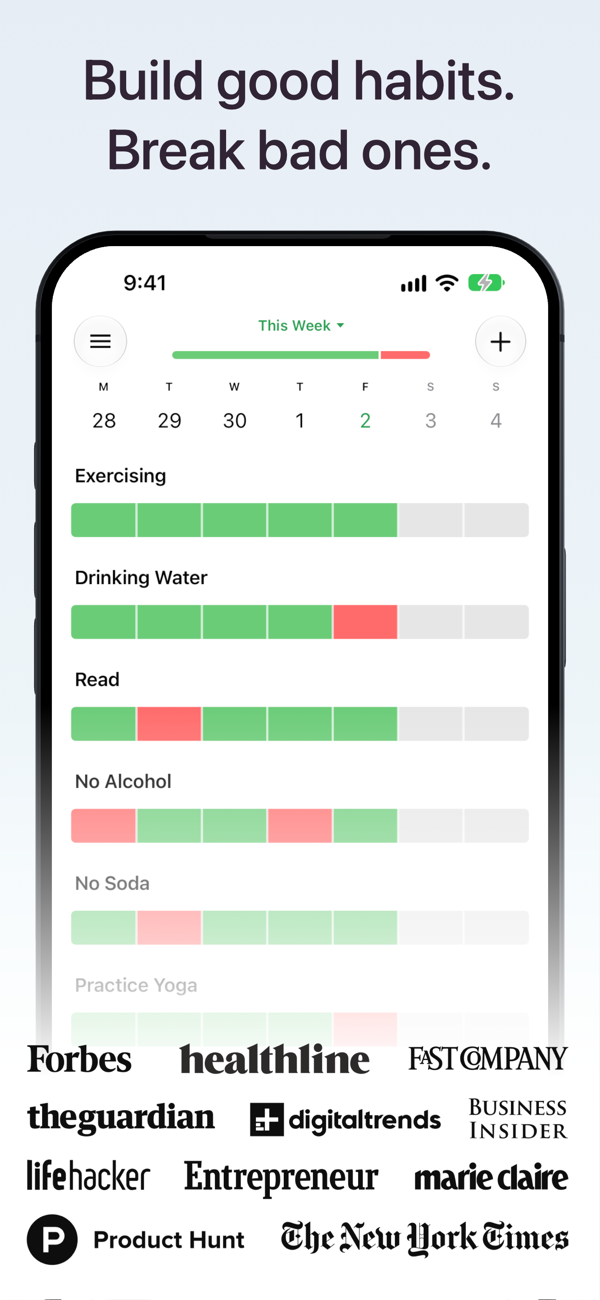 Build good habits.
Break bad ones.
9:41
This Week
M T W T F S S
28 29 30 1 2 3 4
Exercising
Drinking Water
Read
No Alcohol
No Soda
Practice Yoga
Forbes healthline FAST COMPANY
theguardian digitaltrends BUSINESS INSIDER
lifehacker Entrepreneur marie claire
P Product Hunt The New York Times